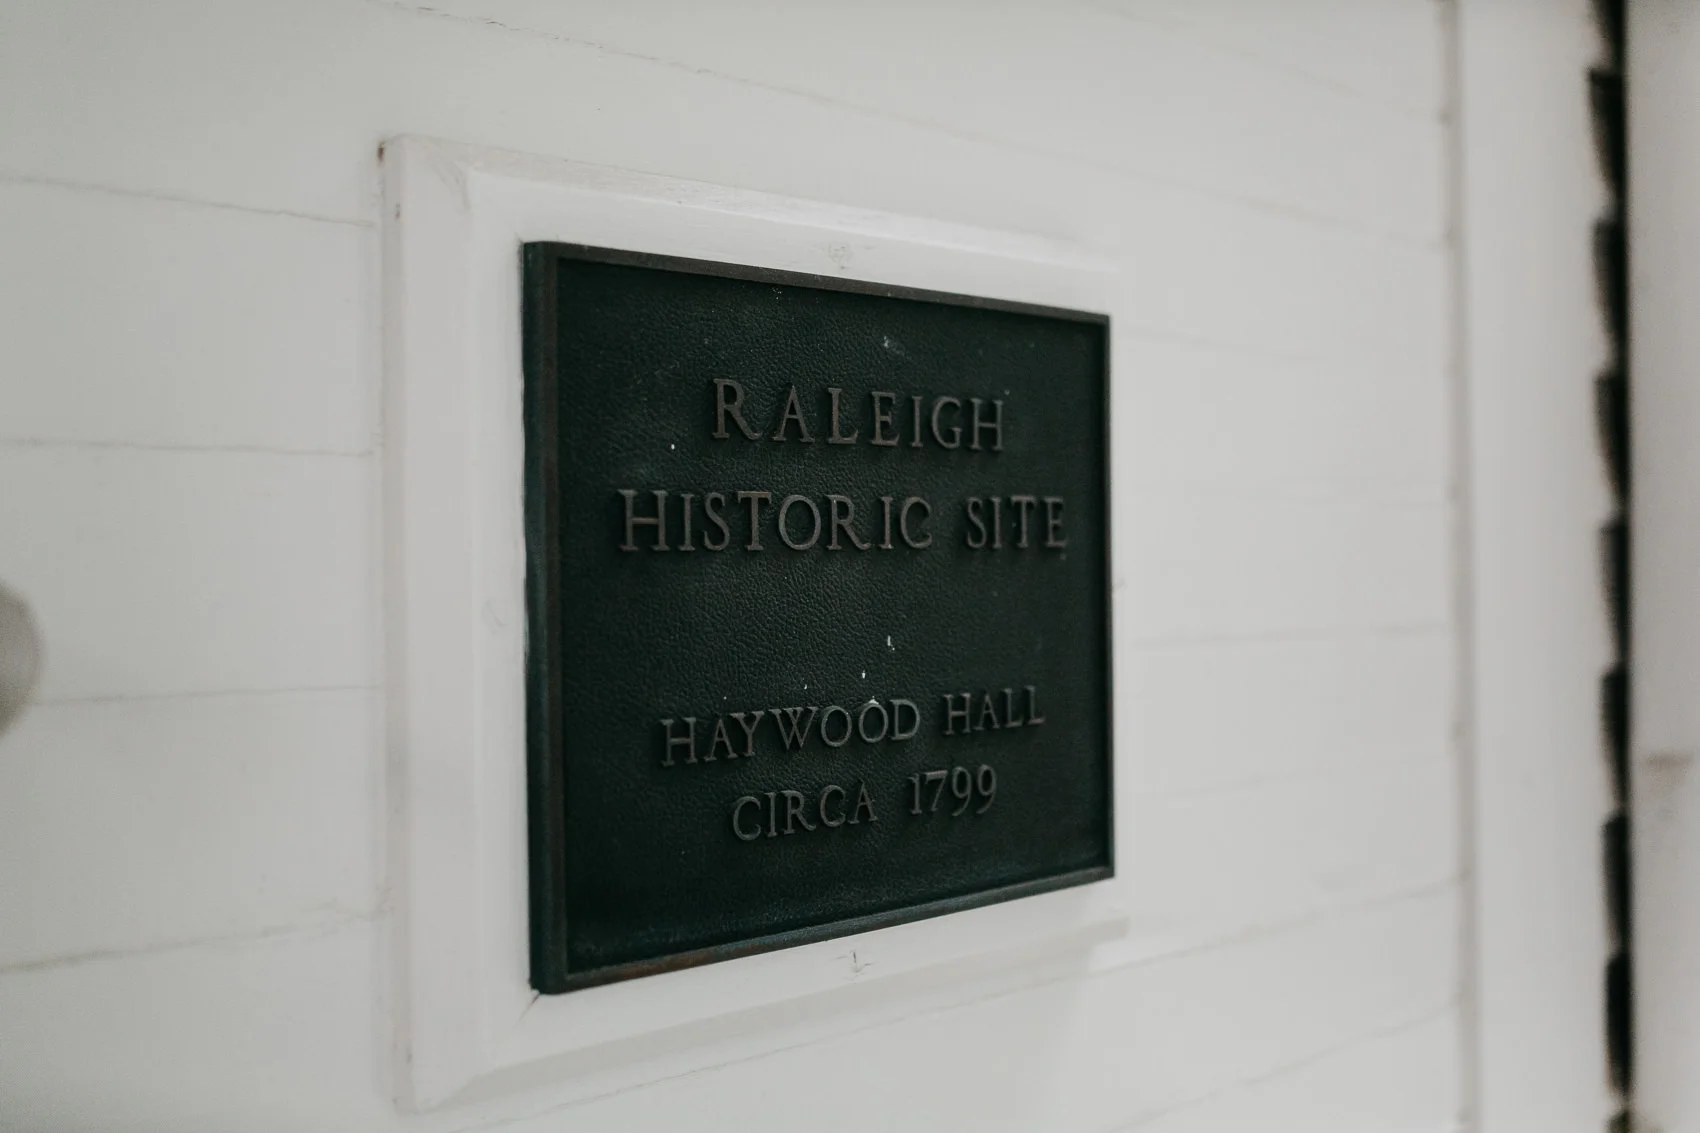 RALEIGH
HISTORIC SITE
HAYWOOD HALL
CIRCA 1799